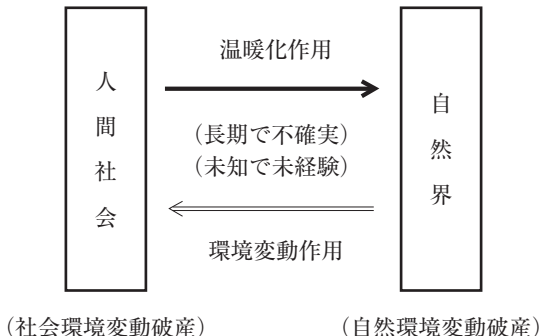 人間社会
温暖化作用
(長期で不確実)
(未知で未経験)
環境変動作用
自然界
(社会環境変動破産)
(自然環境変動破産)